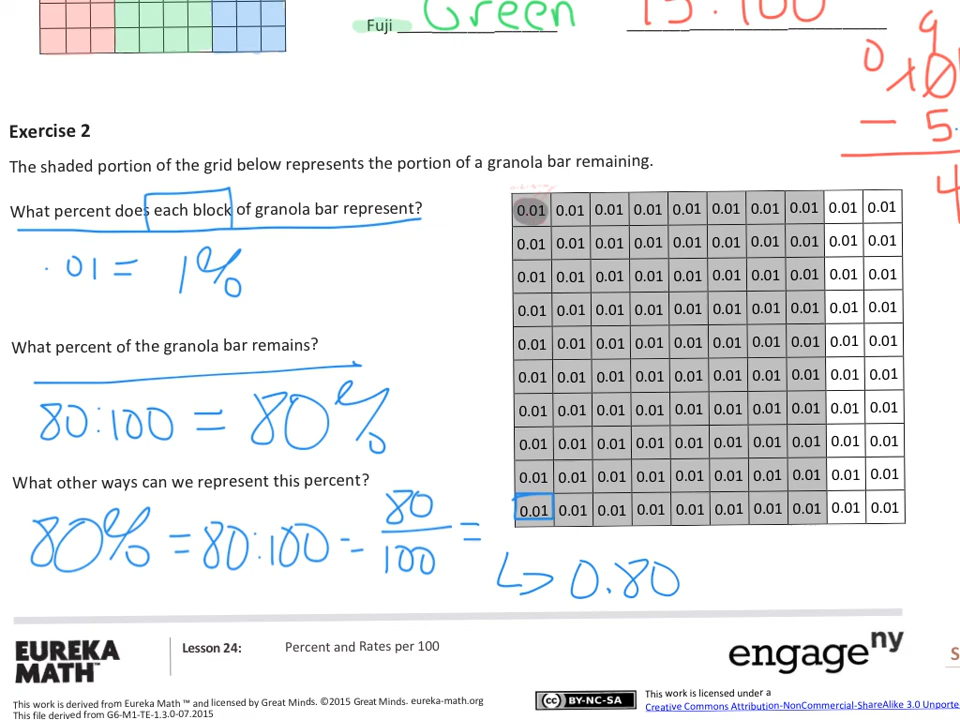 Fuji Green 15:100
9
0 10
- 5
4
Exercise 2
The shaded portion of the grid below represents the portion of a granola bar remaining.
What percent does each block of granola bar represent?
.01 = 1%
What percent of the granola bar remains?
80:100 = 80%
What other ways can we represent this percent?
80% = 80:100 = 80/100 =
↳ 0.80
0.01 0.01 0.01 0.01 0.01 0.01 0.01 0.01 0.01 0.01
0.01 0.01 0.01 0.01 0.01 0.01 0.01 0.01 0.01 0.01
0.01 0.01 0.01 0.01 0.01 0.01 0.01 0.01 0.01 0.01
0.01 0.01 0.01 0.01 0.01 0.01 0.01 0.01 0.01 0.01
0.01 0.01 0.01 0.01 0.01 0.01 0.01 0.01 0.01 0.01
0.01 0.01 0.01 0.01 0.01 0.01 0.01 0.01 0.01 0.01
0.01 0.01 0.01 0.01 0.01 0.01 0.01 0.01 0.01 0.01
0.01 0.01 0.01 0.01 0.01 0.01 0.01 0.01 0.01 0.01
0.01 0.01 0.01 0.01 0.01 0.01 0.01 0.01 0.01 0.01
0.01 0.01 0.01 0.01 0.01 0.01 0.01 0.01 0.01 0.01
EUREKA
MATH™
Lesson 24: Percent and Rates per 100
engageny
S
This work is derived from Eureka Math ™ and licensed by Great Minds. ©2015 Great Minds. eureka-math.org
This file derived from G6-M1-TE-1.3.0-07.2015
cc BY-NC-SA
This work is licensed under a
Creative Commons Attribution-NonCommercial-ShareAlike 3.0 Unporte